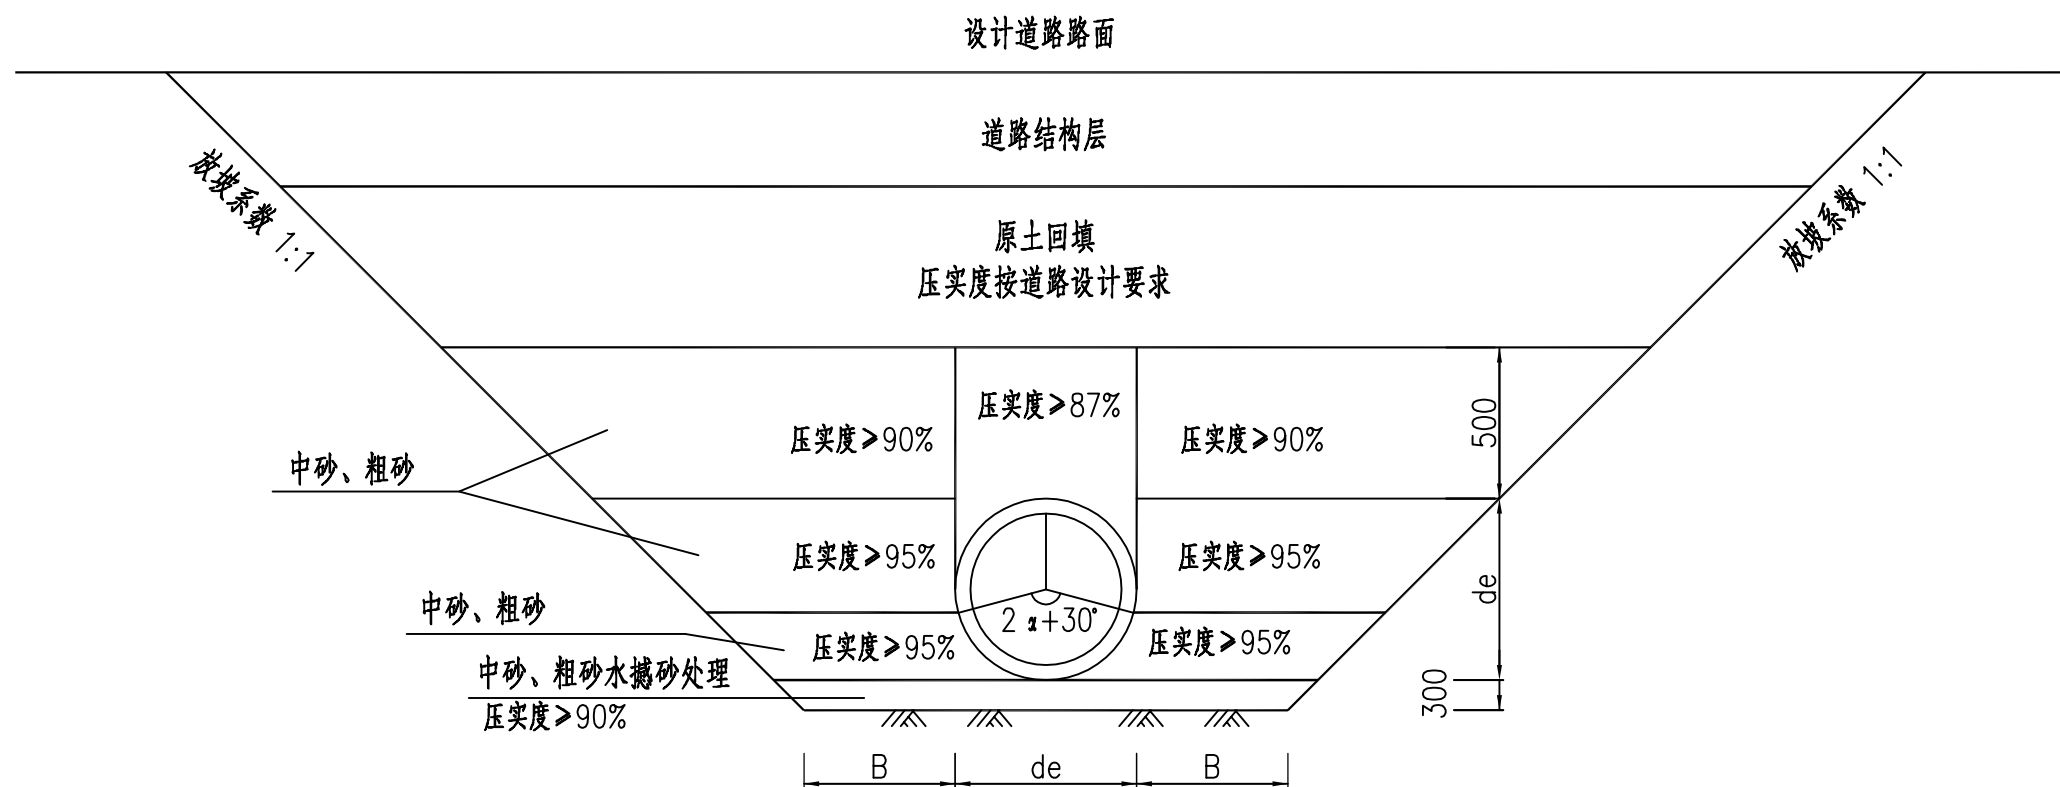 设计道路路面
道路结构层
放坡系数 1:1
放坡系数 1:1
原土回填
压实度按道路设计要求
压实度≥87%
压实度≥90%
压实度≥90%
500
中砂、粗砂
压实度≥95%
压实度≥95%
de
中砂、粗砂
2α+30°
压实度≥95%
压实度≥95%
中砂、粗砂水撼砂处理
压实度≥90%
300
B
de
B